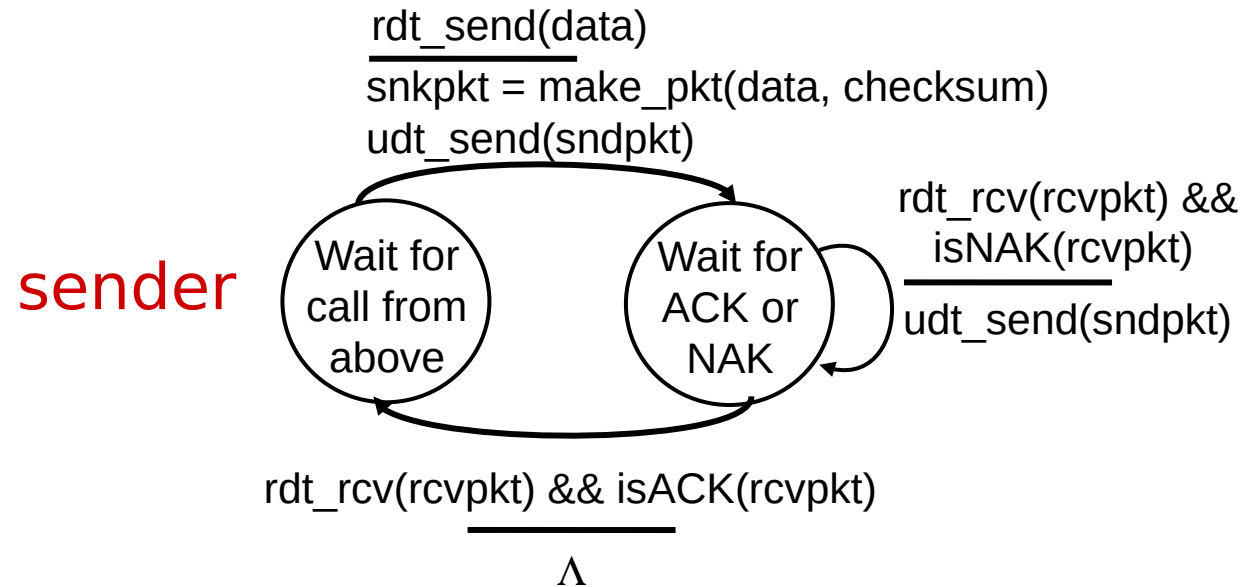 rdt_send(data)
snkpkt = make_pkt(data, checksum)
udt_send(sndpkt)
sender
Wait for
call from
above
Wait for
ACK or
NAK
rdt_rcv(rcvpkt) &&
isNAK(rcvpkt)
udt_send(sndpkt)
rdt_rcv(rcvpkt) && isACK(rcvpkt)
Λ